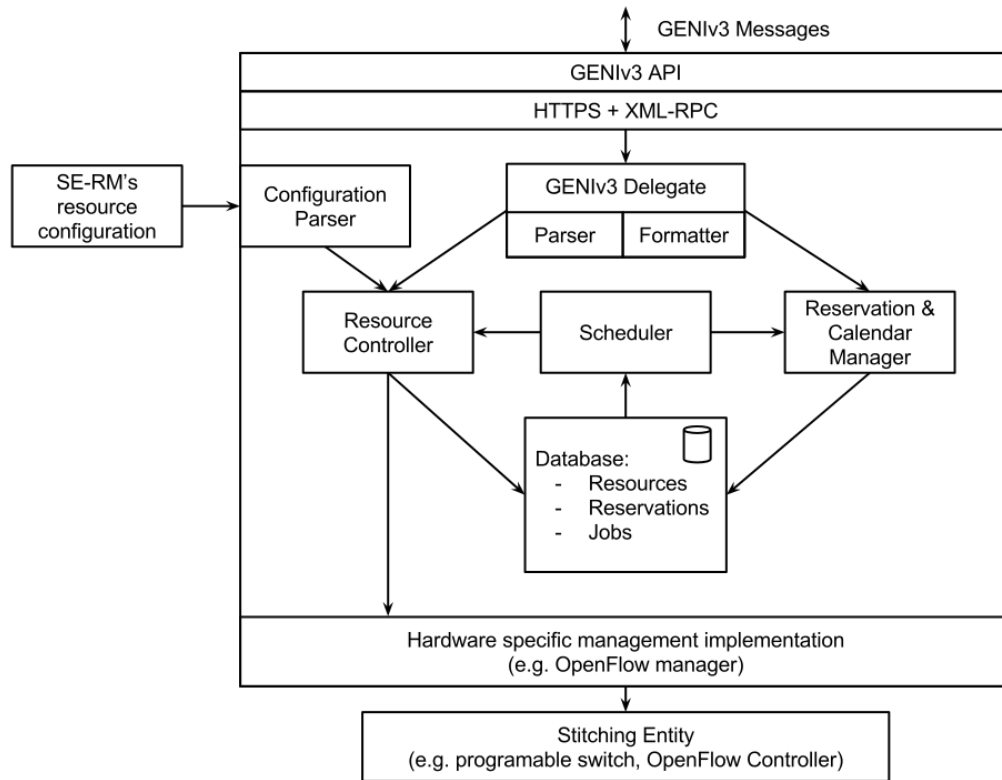 GENIv3 Messages
GENIv3 API
HTTPS + XML-RPC
SE-RM's
resource
configuration
Configuration
Parser
GENIv3 Delegate
Parser
Formatter
Resource
Controller
Scheduler
Reservation &
Calendar
Manager
Database:
- Resources
- Reservations
- Jobs
Hardware specific management implementation
(e.g. OpenFlow manager)
Stitching Entity
(e.g. programable switch, OpenFlow Controller)